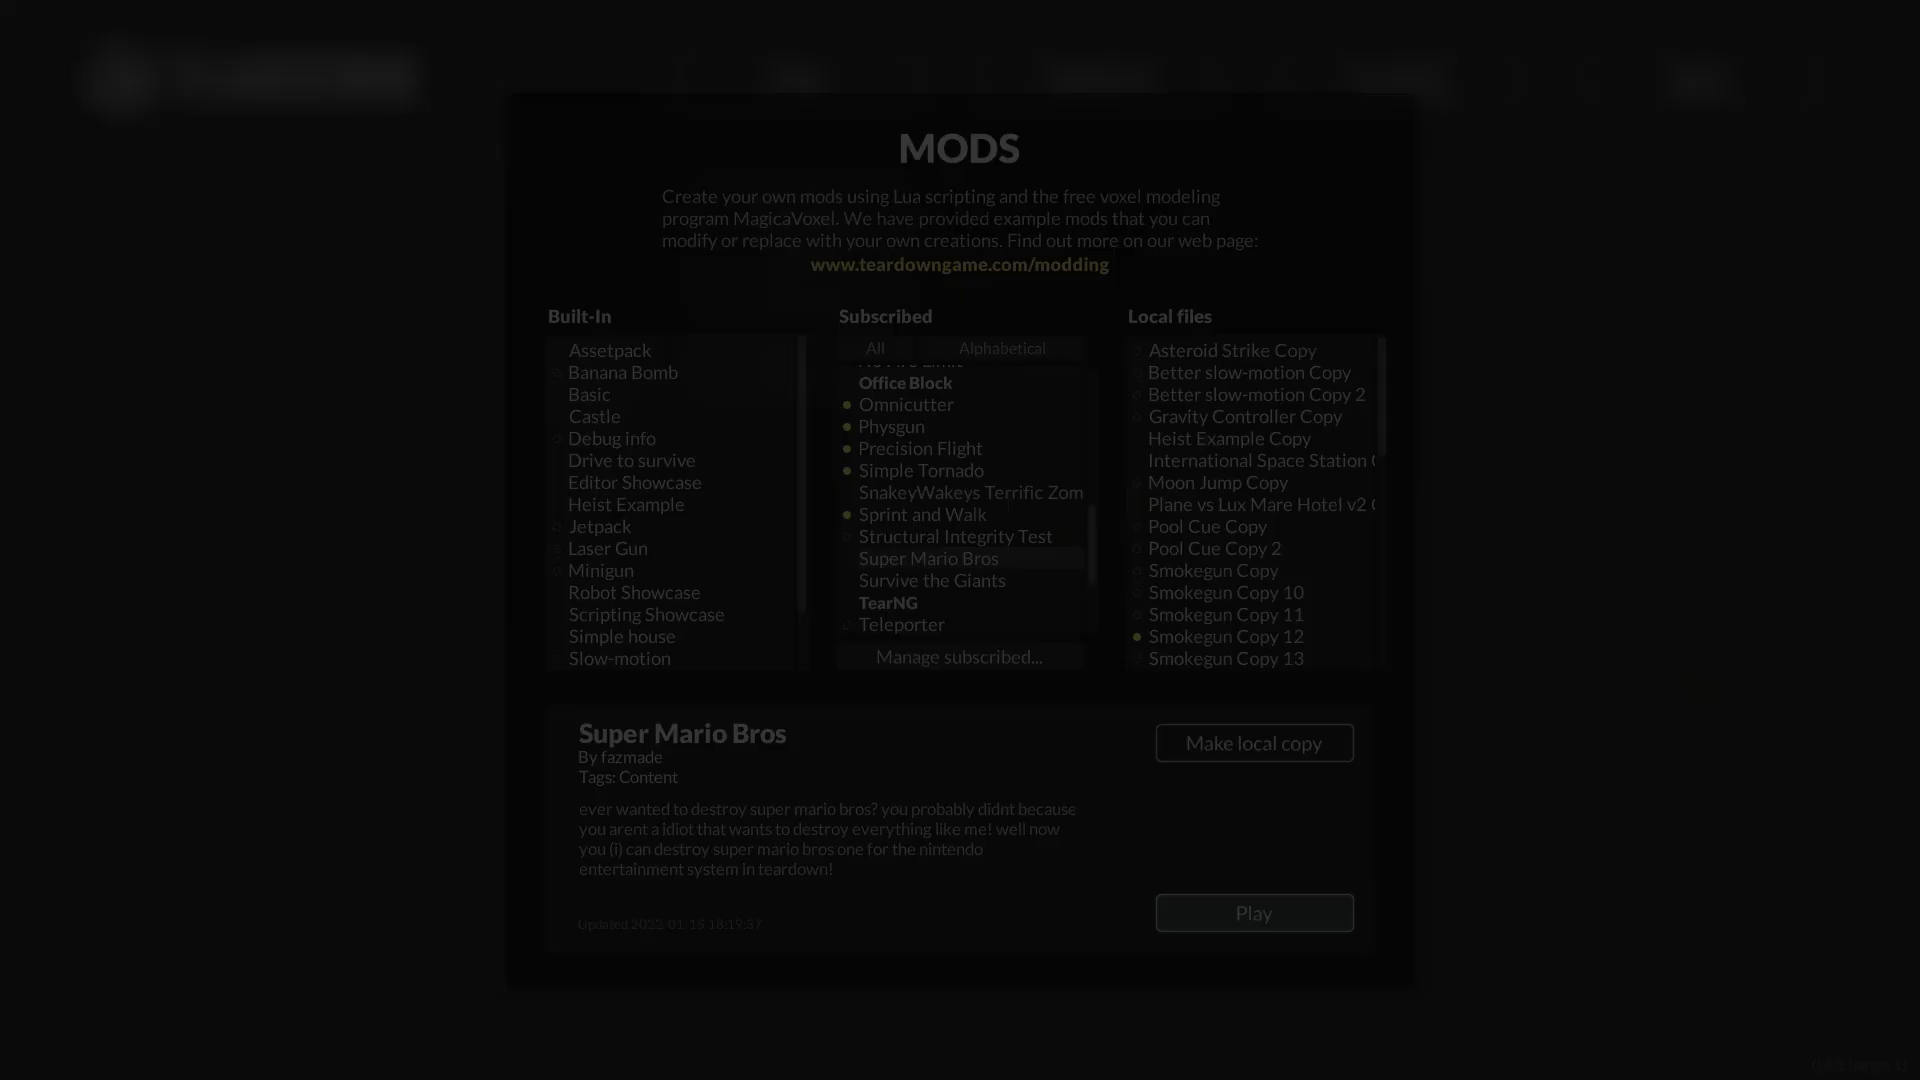 MODS
Create your own mods using Lua scripting and the free voxel modeling
program MagicaVoxel. We have provided example mods that you can
modify or replace with your own creations. Find out more on our web page:
www.teardowngame.com/modding
Built-In
Assetpack
Banana Bomb
Basic
Castle
Debug info
Drive to survive
Editor Showcase
Heist Example
Jetpack
Laser Gun
Minigun
Robot Showcase
Scripting Showcase
Simple house
Slow-motion
Subscribed
All
Alphabetical
Office Block
Omnicutter
Physgun
Precision Flight
Simple Tornado
SnakeyWakeys Terrific Zom
Sprint and Walk
Structural Integrity Test
Super Mario Bros
Survive the Giants
TearNG
Teleporter
Manage subscribed...
Local files
Asteroid Strike Copy
Better slow-motion Copy
Better slow-motion Copy 2
Gravity Controller Copy
Heist Example Copy
International Space Station
Moon Jump Copy
Plane vs Lux Mare Hotel v2
Pool Cue Copy
Pool Cue Copy 2
Smokegun Copy
Smokegun Copy 10
Smokegun Copy 11
Smokegun Copy 12
Smokegun Copy 13
Super Mario Bros
By fazmade
Tags: Content
ever wanted to destroy super mario bros? you probably didnt because
you arent a idiot that wants to destroy everything like me! well now
you (i) can destroy super mario bros one for the nintendo
entertainment system in teardown!
Updated 2022 01 15 18:19:37
Make local copy
Play